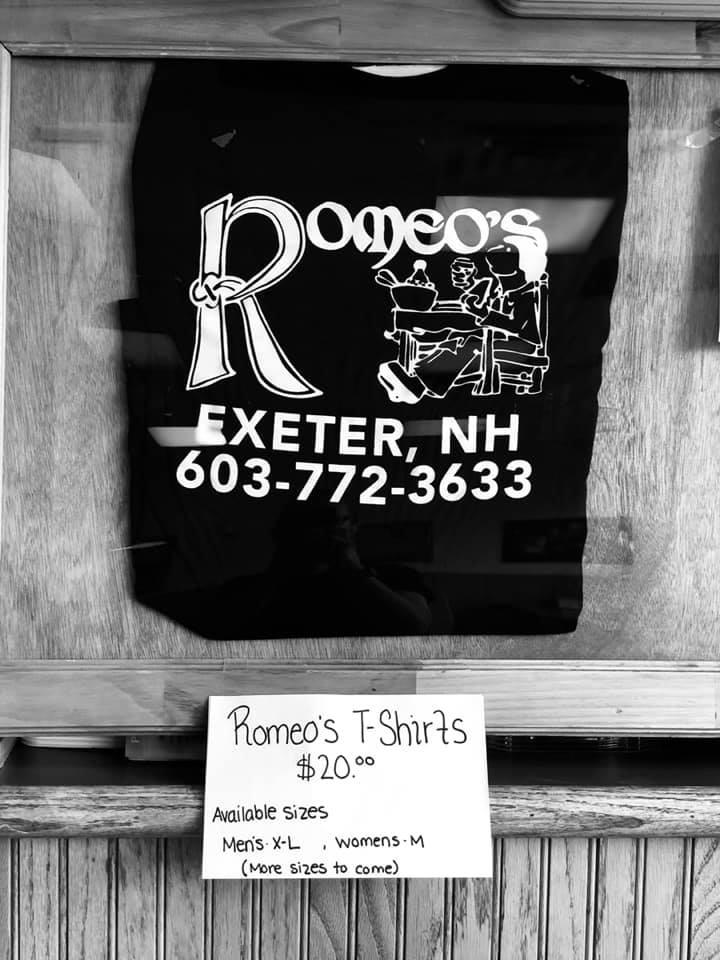 Romeo's
EXETER, NH
603-772-3633
Romeo's T-Shirts
$20.00
Available sizes
Men's · X-L , womens · M
(More sizes to come)